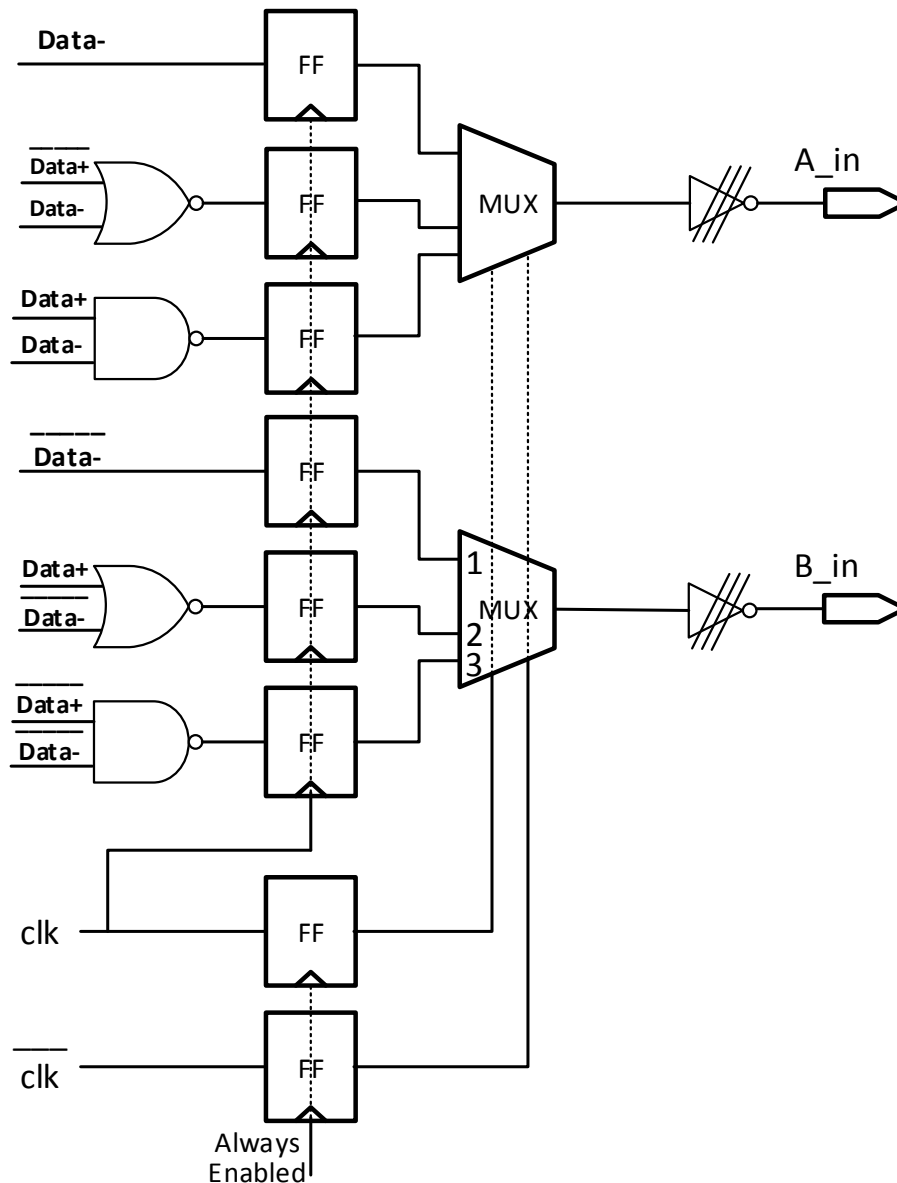 Data-
FF
Data+
Data-
FF
MUX
A_in
Data+
Data-
FF
Data-
FF
Data+
Data-
FF
1
MUX
2
3
B_in
Data+
Data-
FF
clk
FF
clk
FF
Always
Enabled